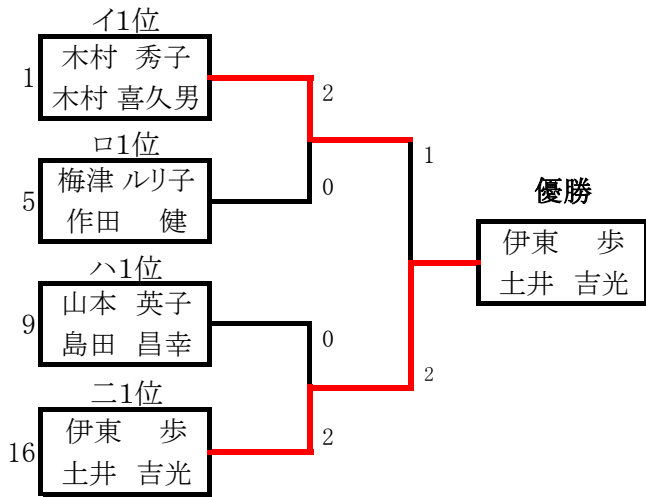 イ1位
1
木村 秀子
木村 喜久男
2
ロ1位
1
5
梅津 ルリ子
作田 健
0
優勝
伊東 歩
土井 吉光
ハ1位
9
山本 英子
島田 昌幸
0
2
ニ1位
16
伊東 歩
土井 吉光
2